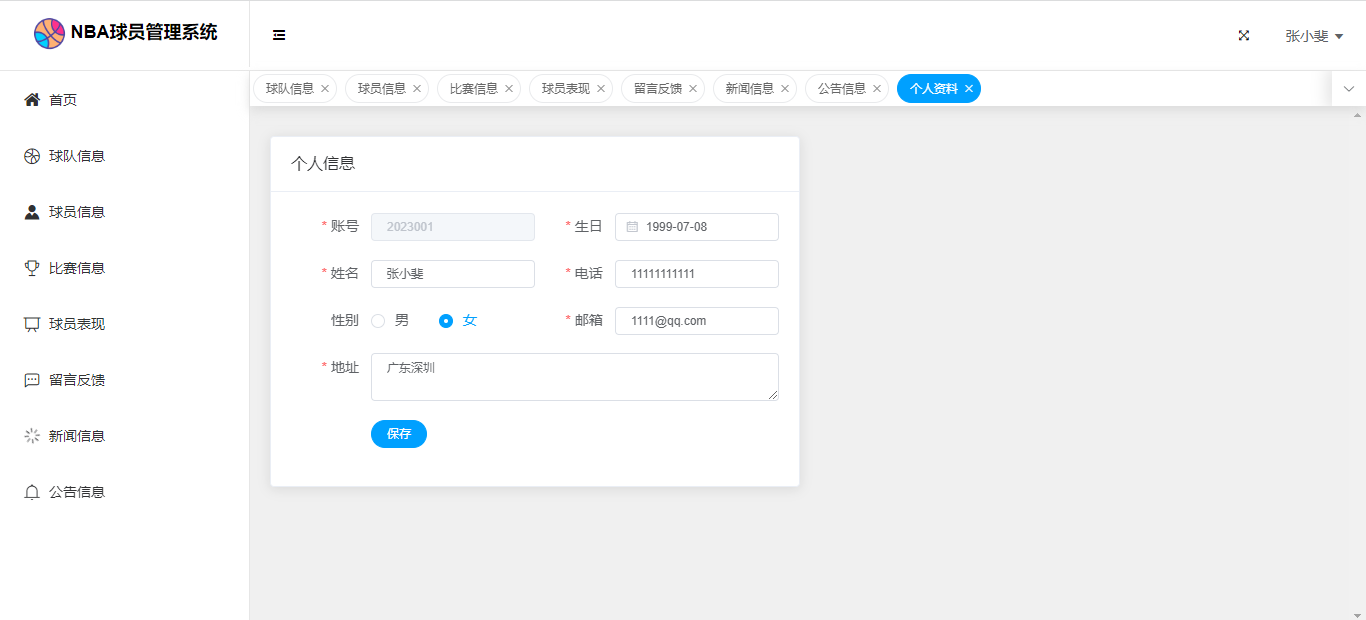 NBA球员管理系统
张小斐
首页
球队信息
球员信息
比赛信息
球员表现
留言反馈
新闻信息
公告信息
球队信息 球员信息 比赛信息 球员表现 留言反馈 新闻信息 公告信息 个人资料
个人信息
* 账号 2023001 * 生日 1999-07-08
* 姓名 张小斐 * 电话 11111111111
性别 男 女 * 邮箱 1111@qq.com
* 地址 广东深圳
保存